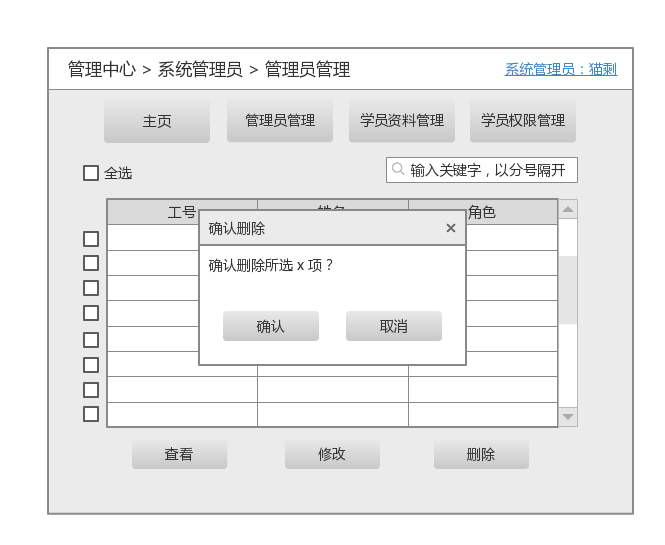 管理中心 > 系统管理员 > 管理员管理
系统管理员：猫剩
主页
管理员管理
学员资料管理
学员权限管理
全选
输入关键字，以分号隔开
工号
角色
确认删除
确认删除所选 x 项？
确认
取消
查看
修改
删除